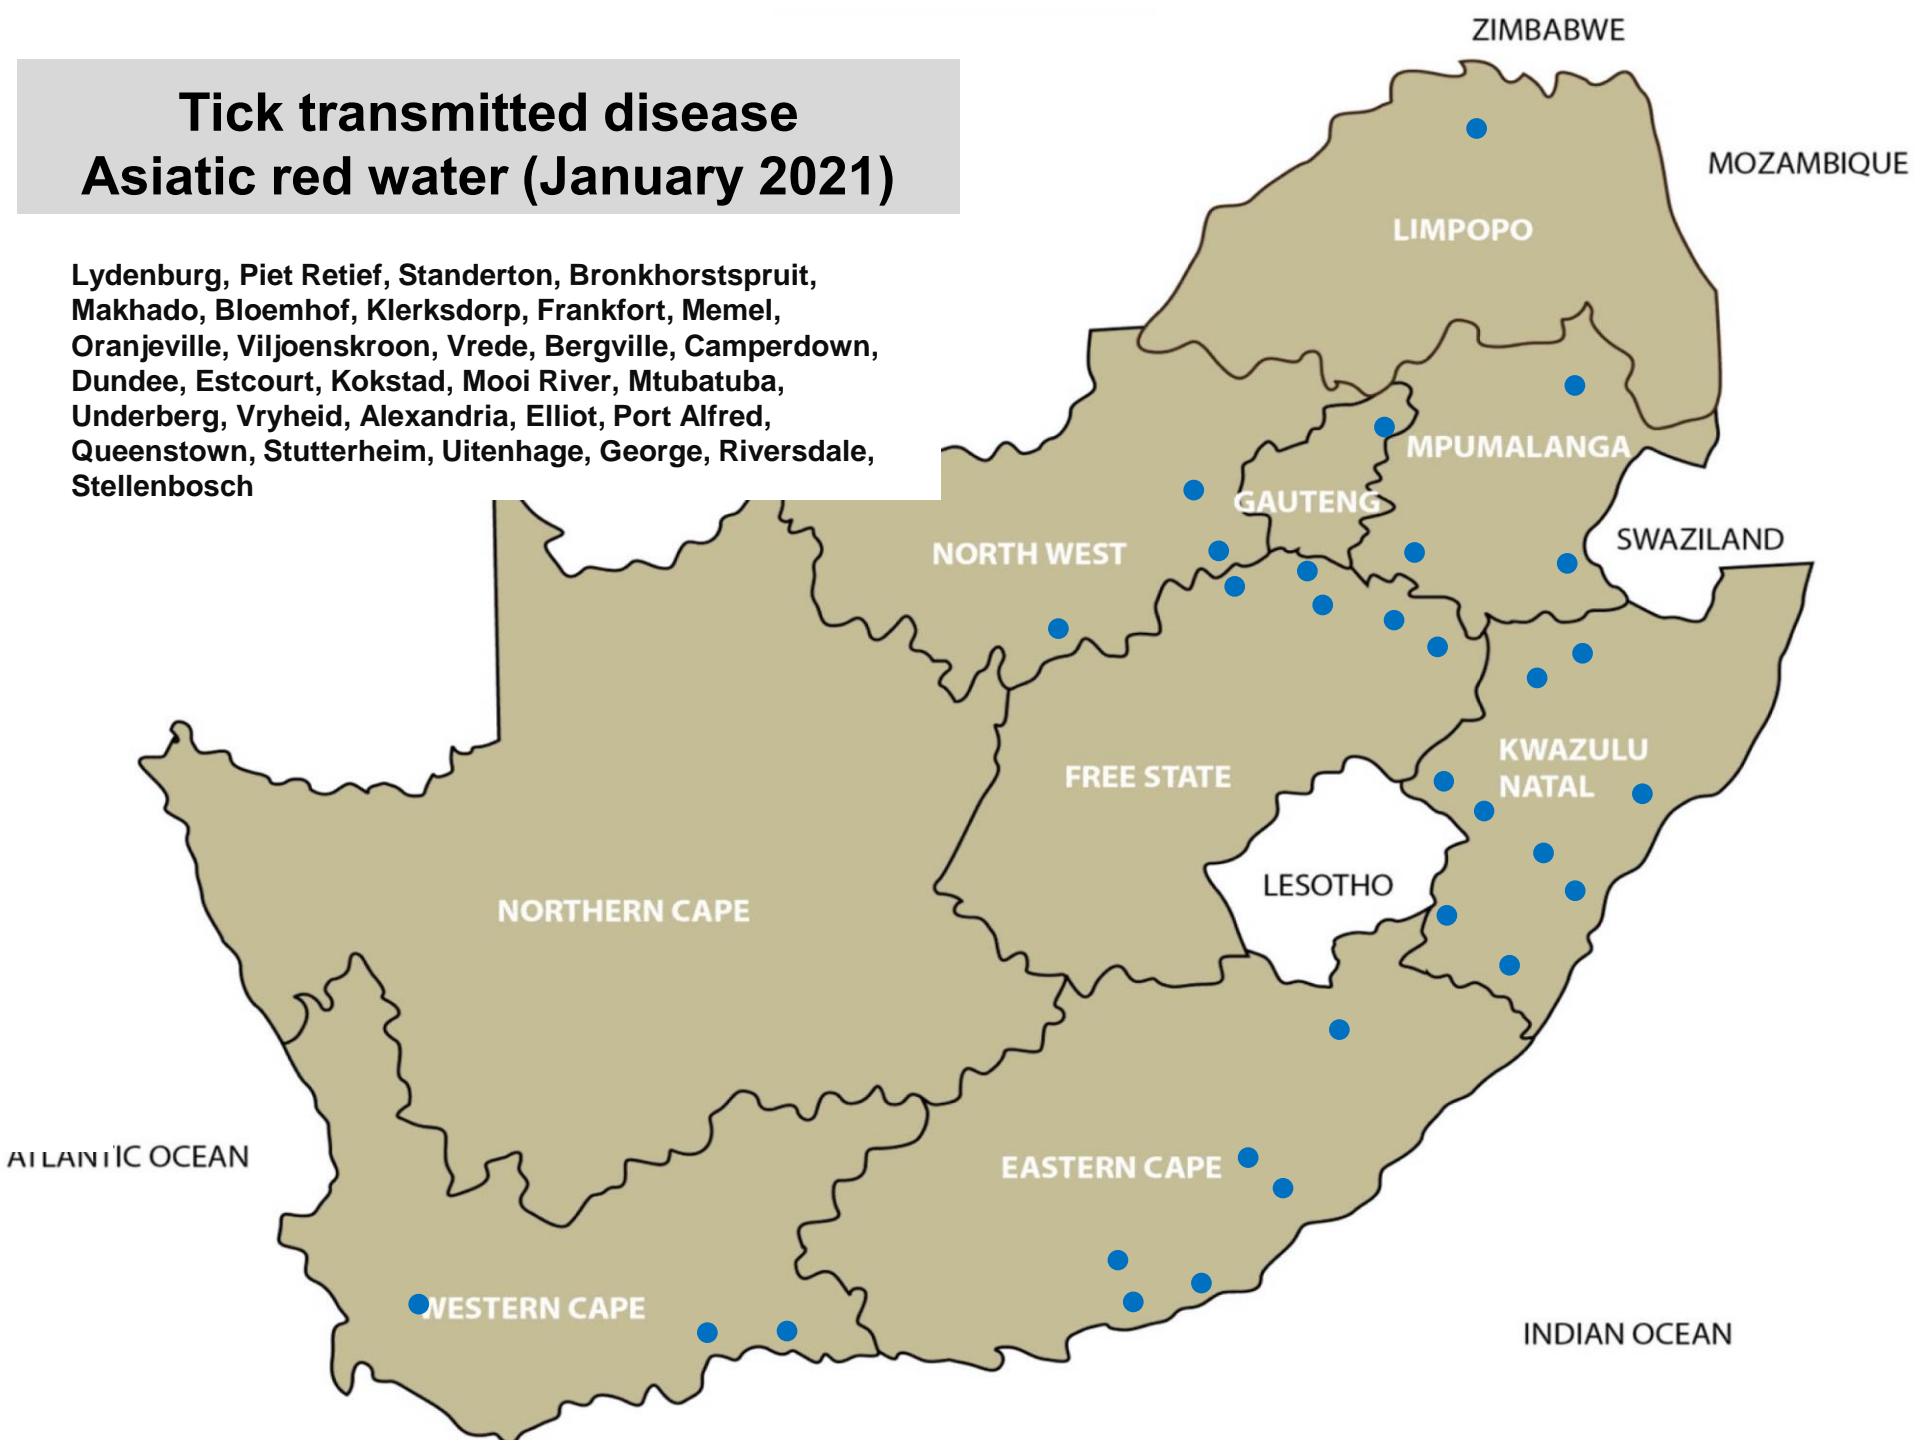 Tick transmitted disease
Asiatic red water (January 2021)
Lydenburg, Piet Retief, Standerton, Bronkhorstspruit,
Makhado, Bloemhof, Klerksdorp, Frankfort, Memel,
Oranjeville, Viljoenskroon, Vrede, Bergville, Camperdown,
Dundee, Estcourt, Kokstad, Mooi River, Mtubatuba,
Underberg, Vryheid, Alexandria, Elliot, Port Alfred,
Queenstown, Stutterheim, Uitenhage, George, Riversdale,
Stellenbosch
ZIMBABWE
MOZAMBIQUE
LIMPOPO
MPUMALANGA
GAUTENG
SWAZILAND
NORTH WEST
KWAZULU
NATAL
FREE STATE
LESOTHO
NORTHERN CAPE
ATLANTIC OCEAN
EASTERN CAPE
WESTERN CAPE
INDIAN OCEAN